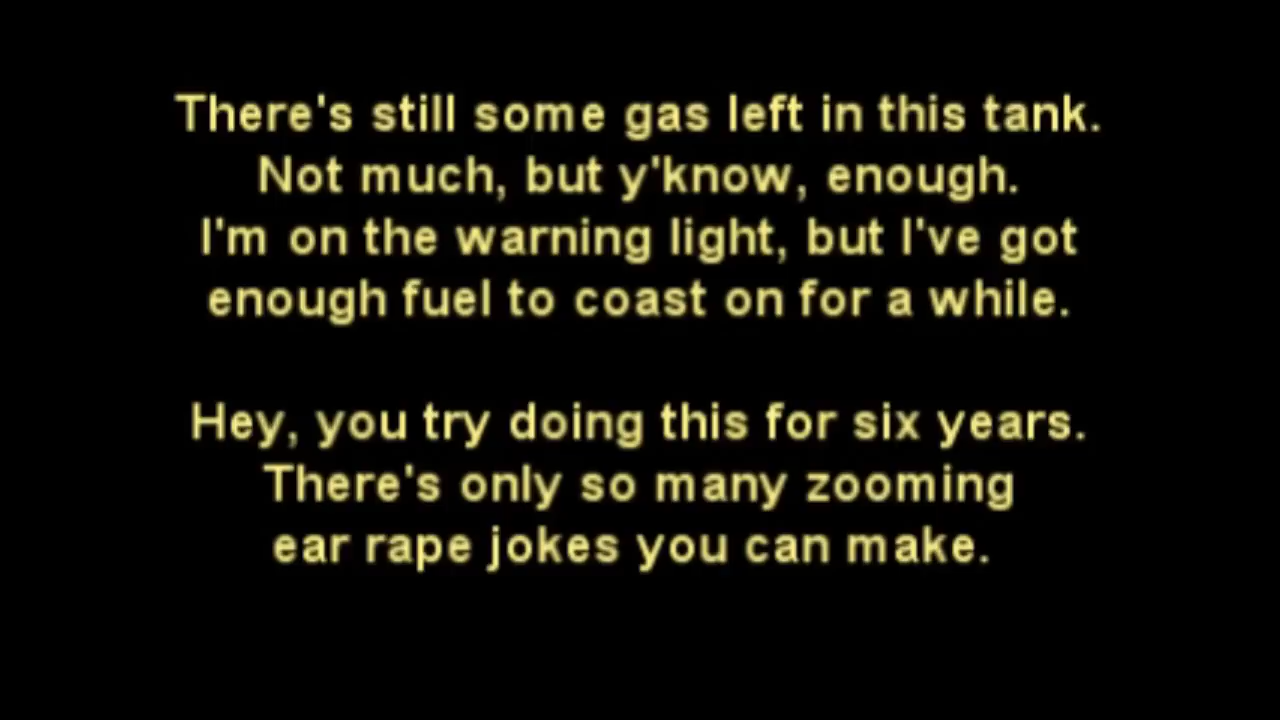 There's still some gas left in this tank.
Not much, but y'know, enough.
I'm on the warning light, but I've got
enough fuel to coast on for a while.
Hey, you try doing this for six years.
There's only so many zooming
ear rape jokes you can make.